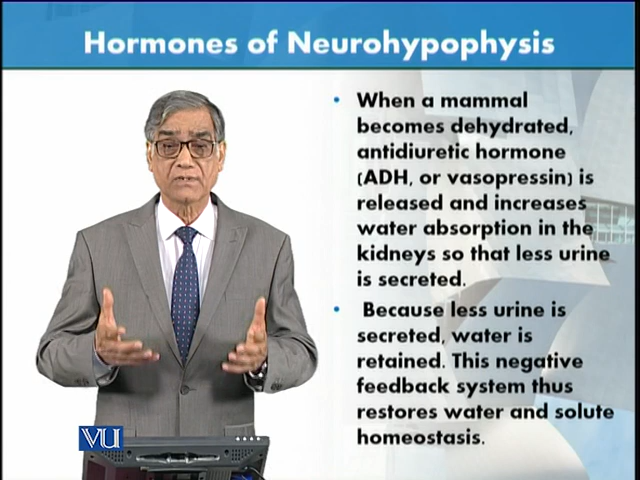 Hormones of Neurohypophysis
• When a mammal
becomes dehydrated,
antidiuretic hormone
(ADH, or vasopressin) is
released and increases
water absorption in the
kidneys so that less urine
is secreted.
• Because less urine is
secreted, water is
retained. This negative
feedback system thus
restores water and solute
homeostasis.
VU